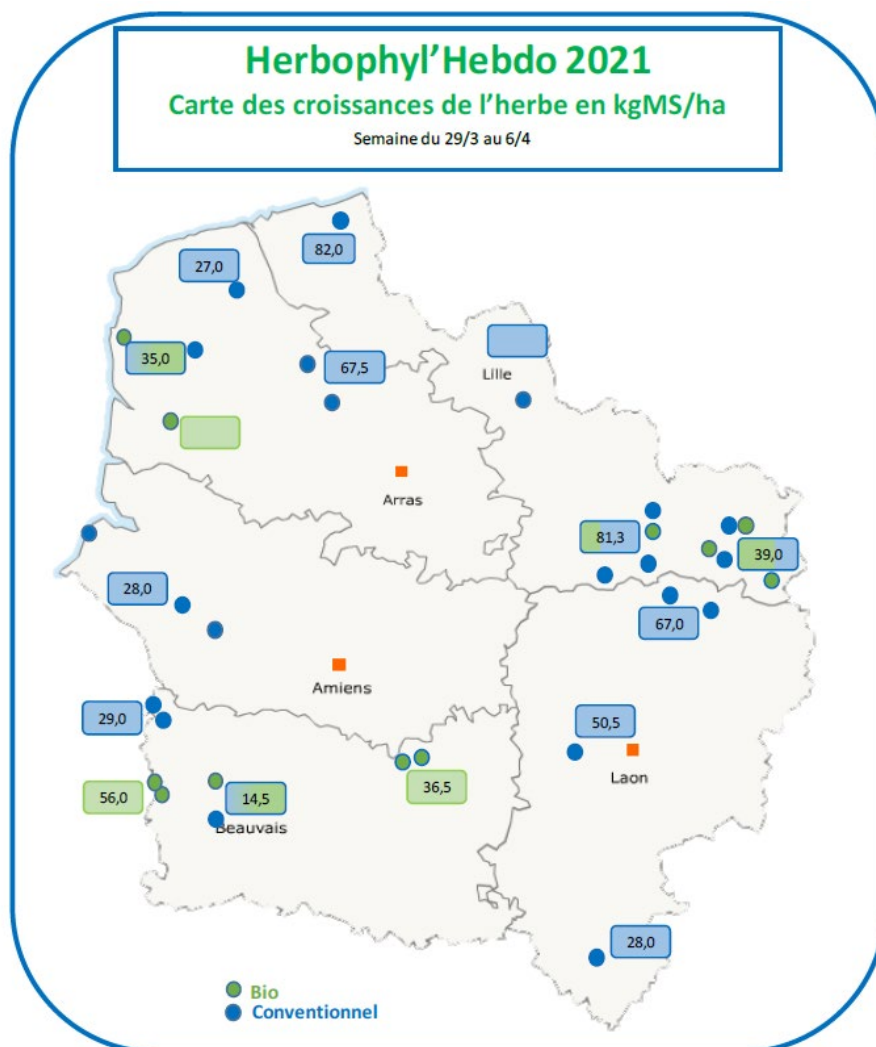 Herbophyl’Hebdo 2021
Carte des croissances de l’herbe en kgMS/ha
Semaine du 29/3 au 6/4
82,0
27,0
35,0
67,5
Lille
Arras
81,3
39,0
28,0
67,0
Amiens
29,0
50,5
Laon
56,0
14,5
36,5
Beauvais
28,0
Bio
Conventionnel